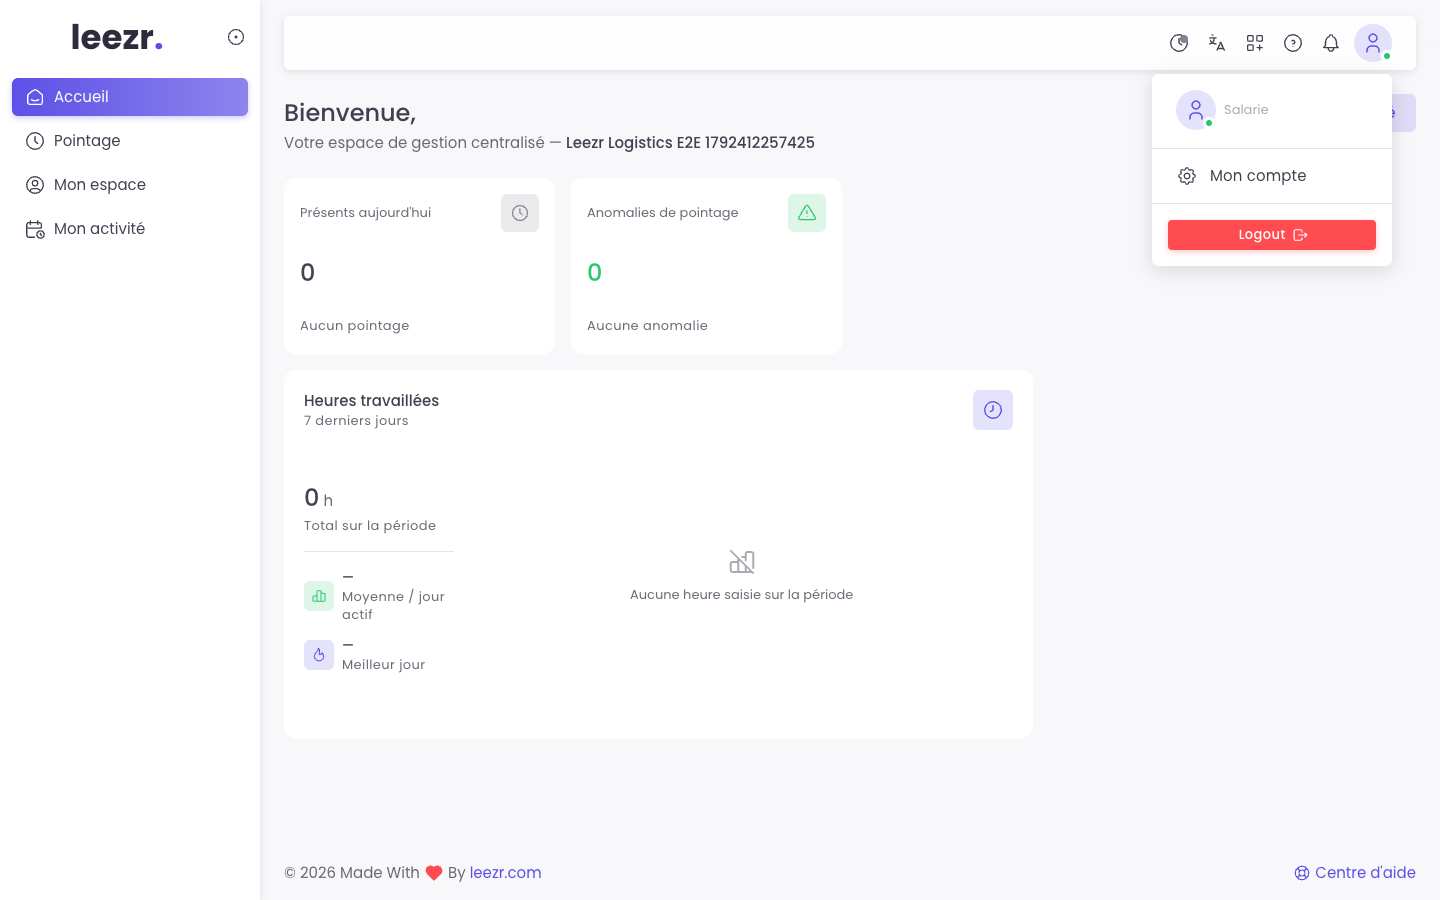 leezr.
Accueil
Pointage
Mon espace
Mon activité
Salarie
Mon compte
Logout
Bienvenue,
Votre espace de gestion centralisé — Leezr Logistics E2E 1792412257425
Présents aujourd'hui
0
Aucun pointage
Anomalies de pointage
0
Aucune anomalie
Heures travaillées
7 derniers jours
0 h
Total sur la période
—
Moyenne / jour
actif
—
Meilleur jour
Aucune heure saisie sur la période
© 2026 Made With By leezr.com
Centre d'aide